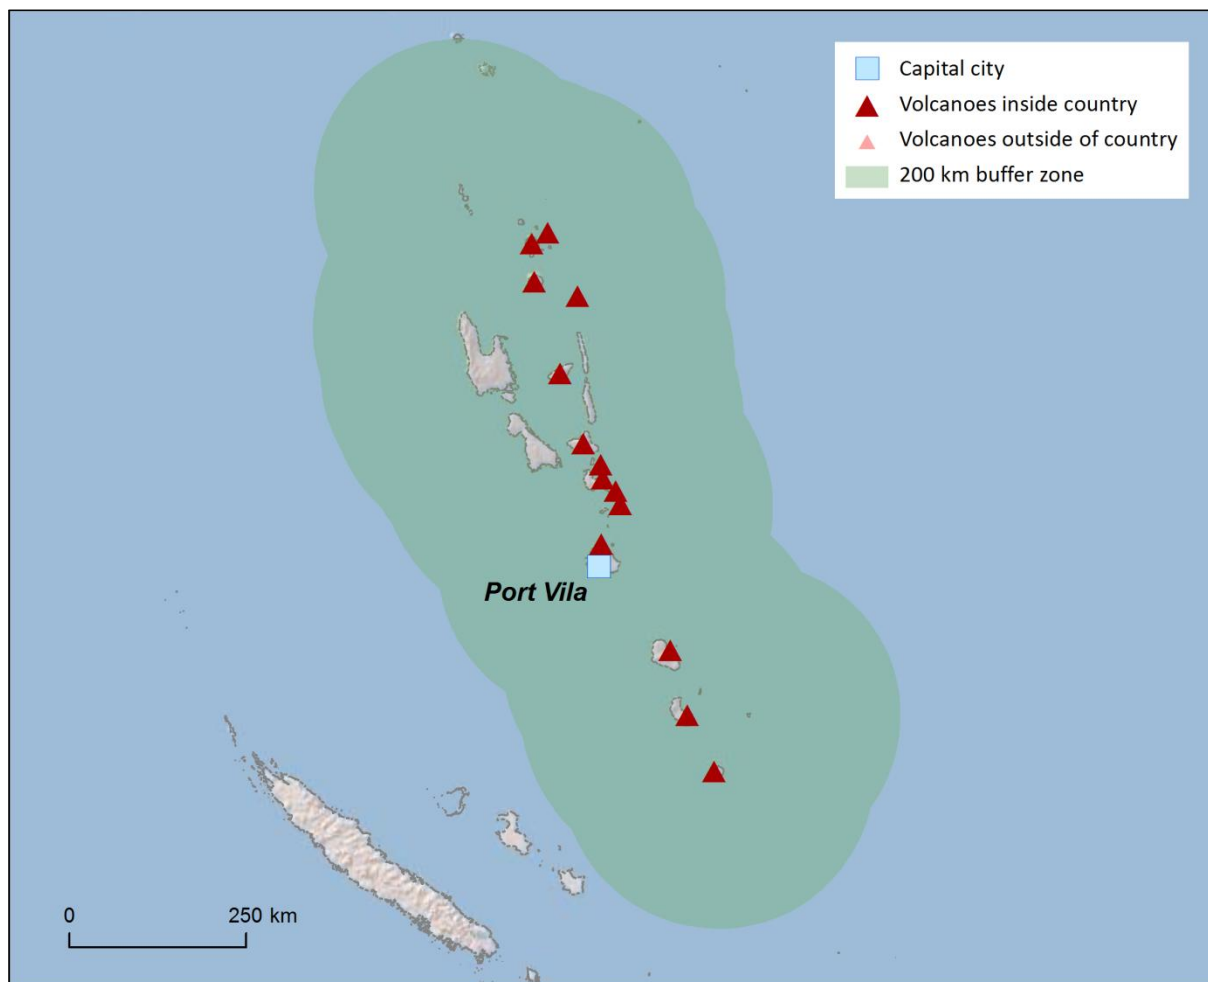 Capital city
Volcanoes inside country
Volcanoes outside of country
200 km buffer zone
Port Vila
0 250 km